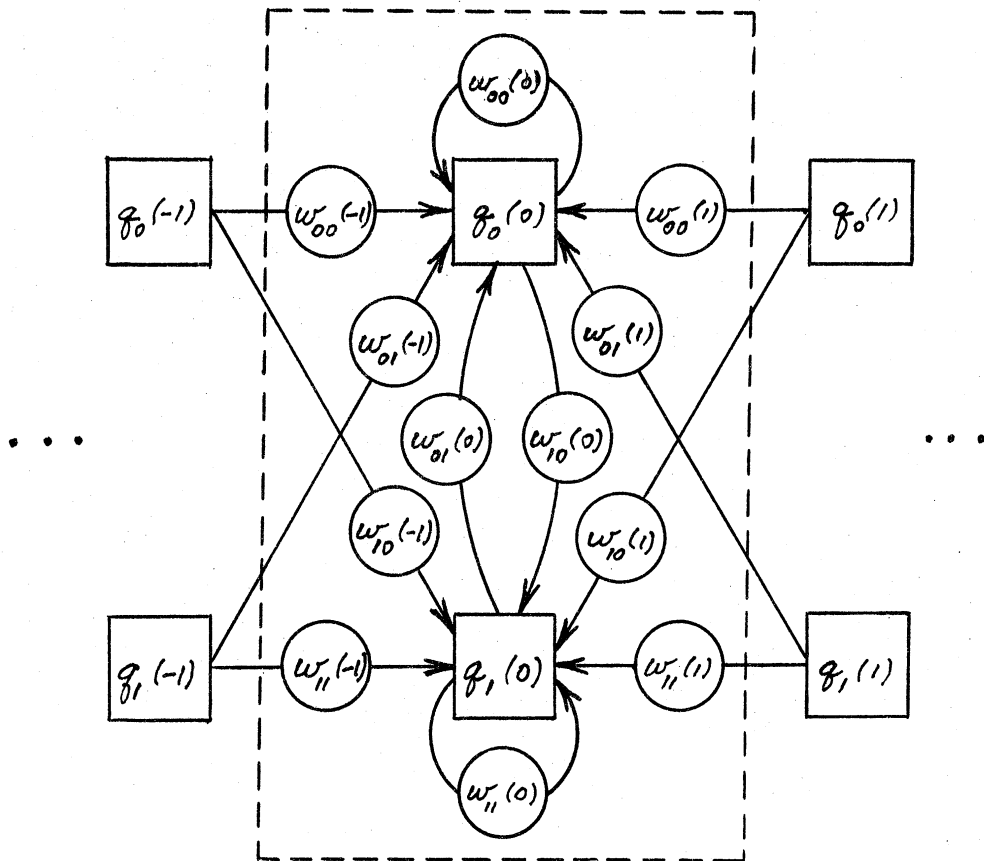 w₀₀(0)
q₀(-1)
w₀₀(-1)
q₀(0)
w₀₀(1)
q₀(1)
w₀₁(-1)
w₀₁(1)
...
w₀₁(0)
w₁₀(0)
...
w₁₀(-1)
w₁₀(1)
q₁(-1)
w₁₁(-1)
q₁(0)
w₁₁(1)
q₁(1)
w₁₁(0)